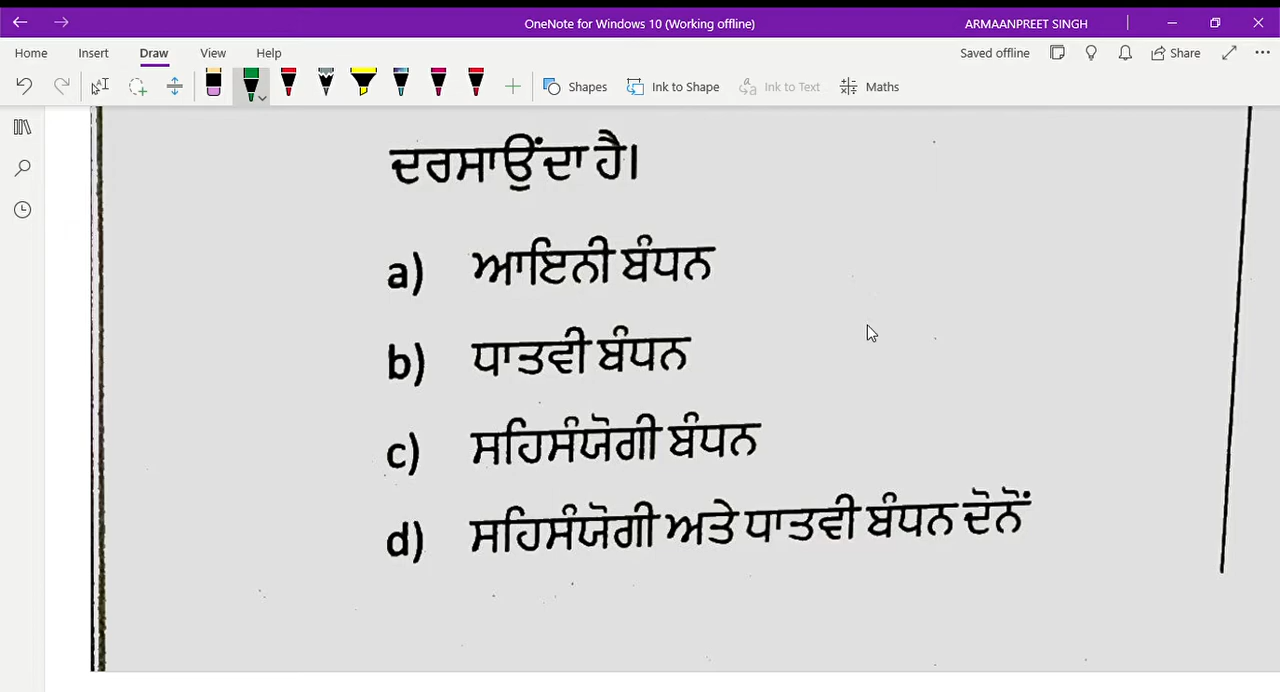 OneNote for Windows 10 (Working offline)
ARMAANPREET SINGH
Home Insert Draw View Help
Saved offline
Share
Shapes Ink to Shape Ink to Text Maths
ਦਰਸਾਉਂਦਾ ਹੈ।
a) ਆਇਨੀ ਬੰਧਨ
b) ਧਾਤਵੀ ਬੰਧਨ
c) ਸਹਿਸੰਯੋਗੀ ਬੰਧਨ
d) ਸਹਿਸੰਯੋਗੀ ਅਤੇ ਧਾਤਵੀ ਬੰਧਨ ਦੋਨੋਂ